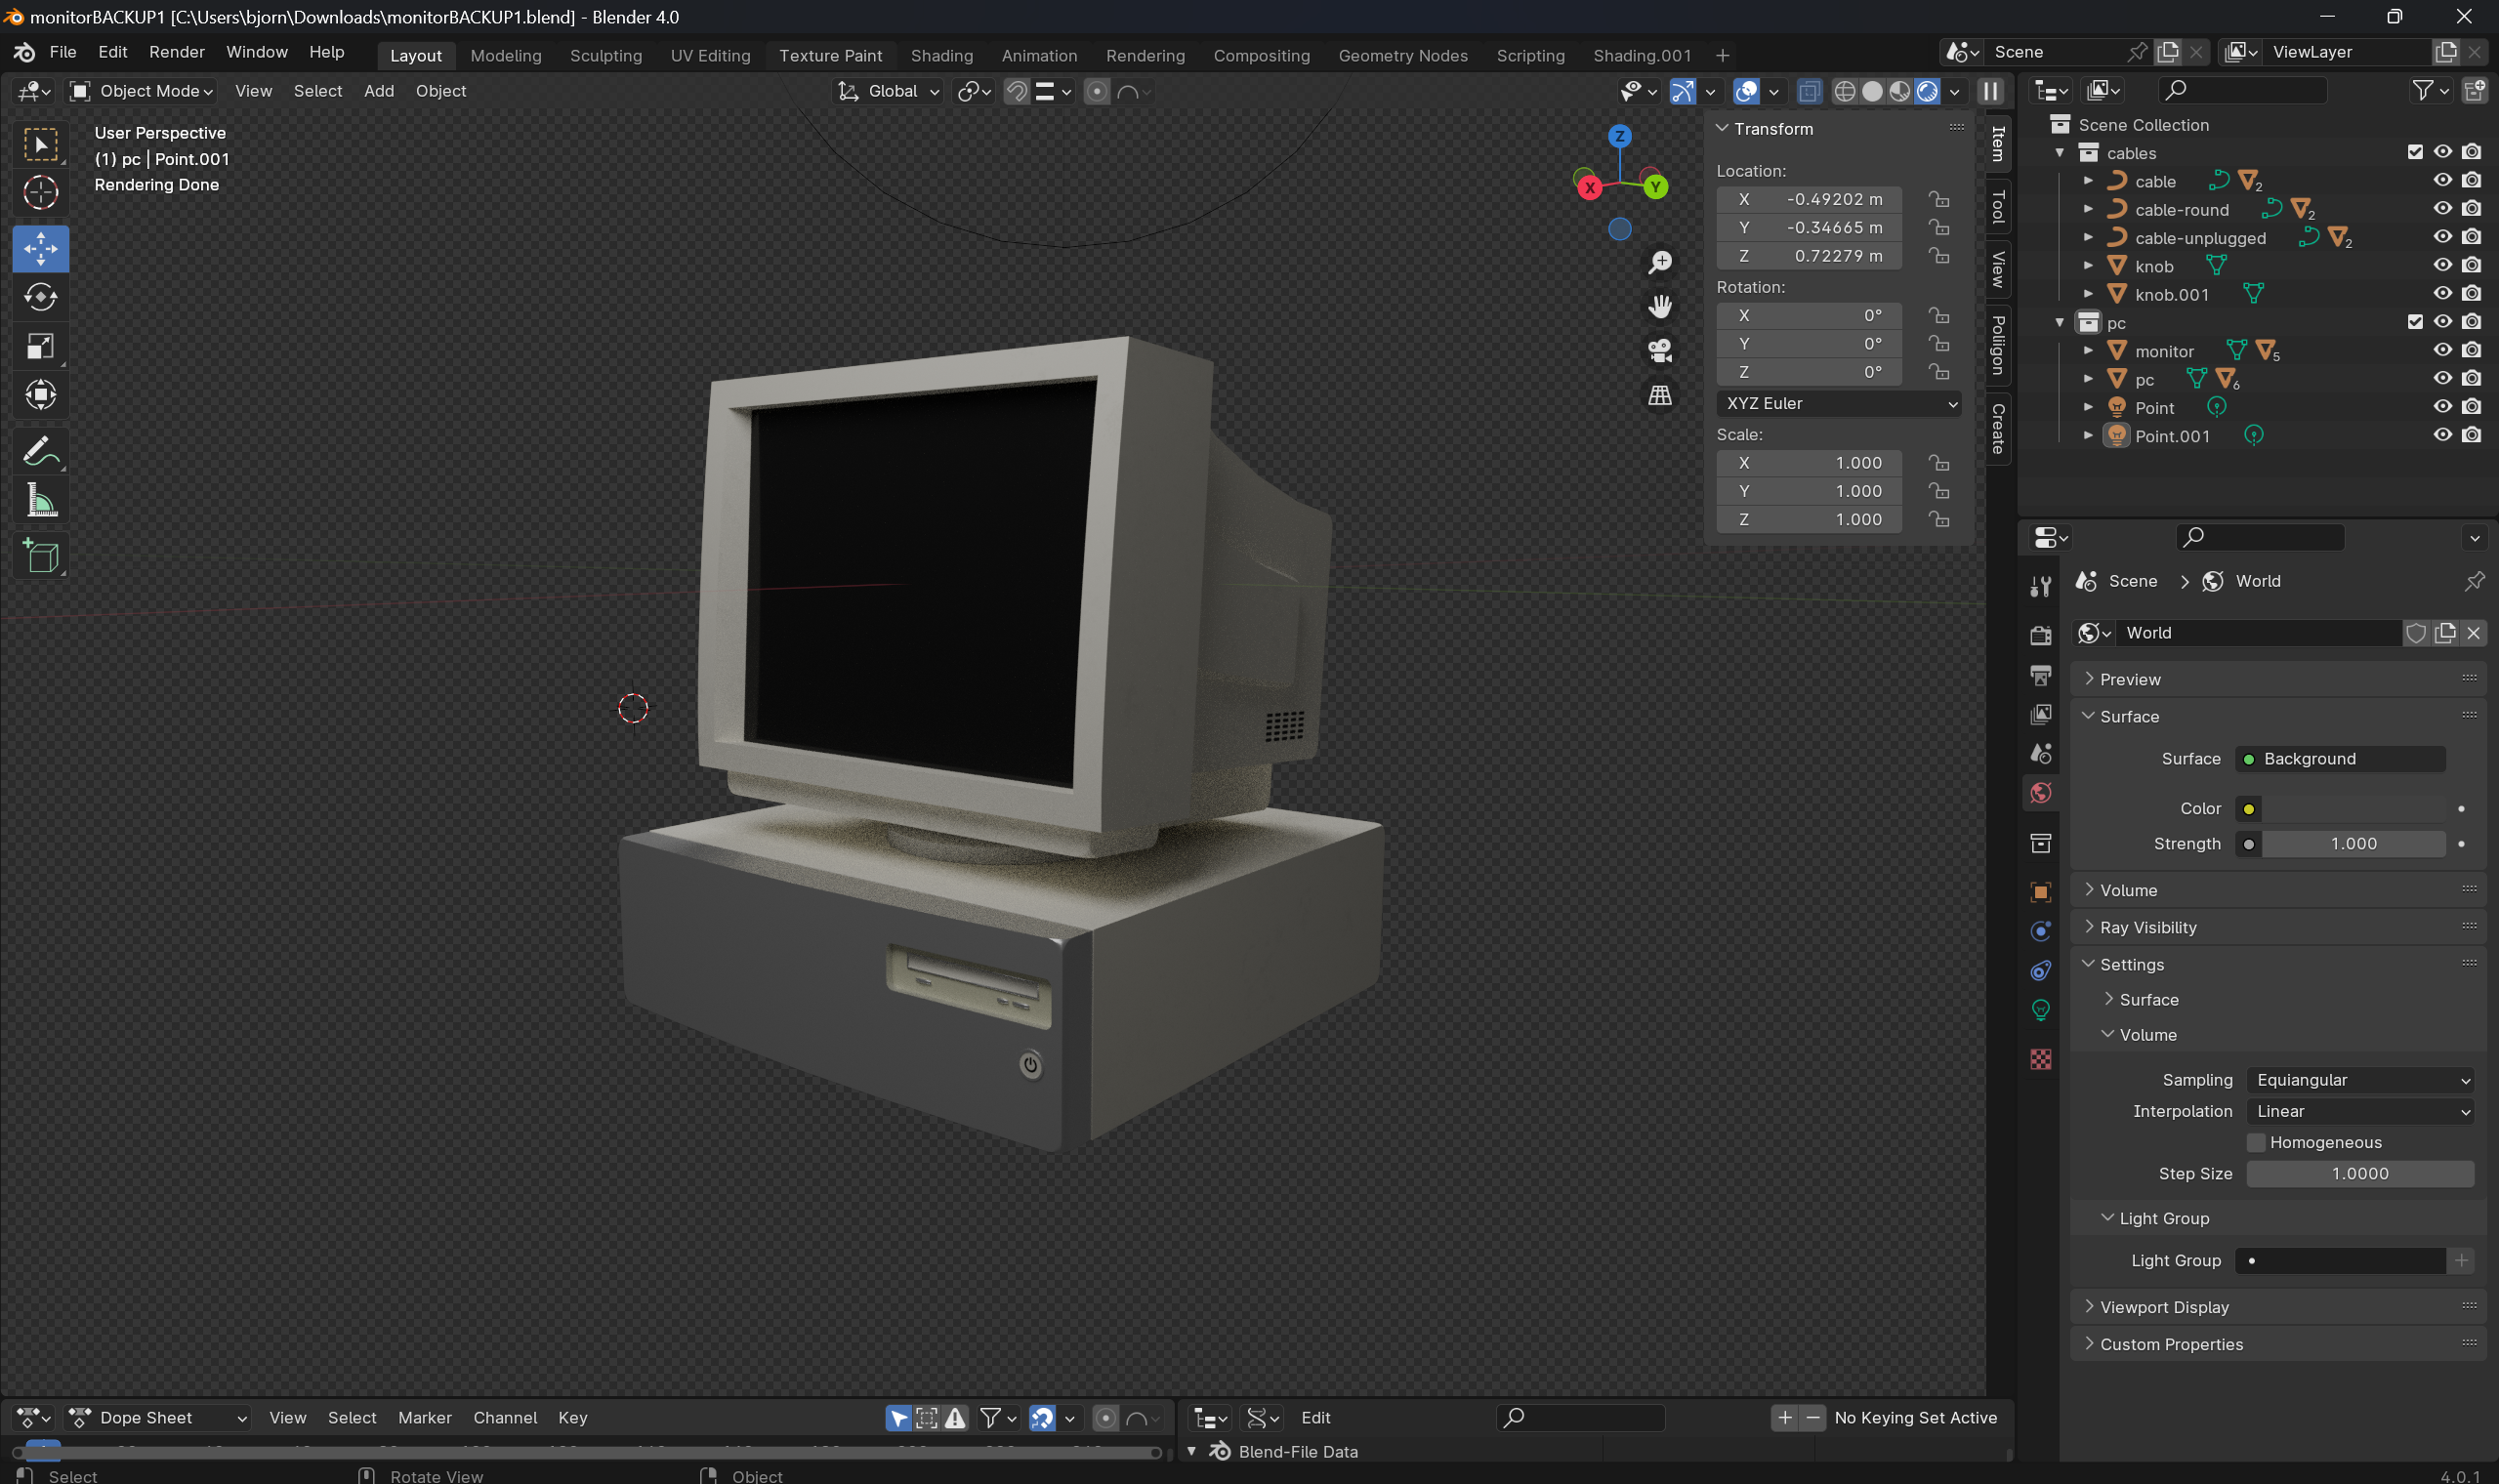 monitorBACKUP1 [C:\Users\bjorn\Downloads\monitorBACKUP1.blend] - Blender 4.0
File Edit Render Window Help Layout Modeling Sculpting UV Editing Texture Paint Shading Animation Rendering Compositing Geometry Nodes Scripting Shading.001 + Scene ViewLayer
Object Mode View Select Add Object Global
User Perspective
(1) pc | Point.001
Rendering Done
Z
X
Y
Transform
Location:
X -0.49202 m
Y -0.34665 m
Z 0.72279 m
Rotation:
X 0°
Y 0°
Z 0°
XYZ Euler
Scale:
X 1.000
Y 1.000
Z 1.000
Item
Tool
View
Poliigon
Create
Scene Collection
cables
cable 2
cable-round 2
cable-unplugged 2
knob
knob.001
pc
monitor 5
pc 6
Point
Point.001
Scene World
World
Preview
Surface
Surface Background
Color
Strength 1.000
Volume
Ray Visibility
Settings
Surface
Volume
Sampling Equiangular
Interpolation Linear
Homogeneous
Step Size 1.0000
Light Group
Light Group
Viewport Display
Custom Properties
Dope Sheet View Select Marker Channel Key
Edit No Keying Set Active
Blend-File Data
Select Rotate View Object 4.0.1